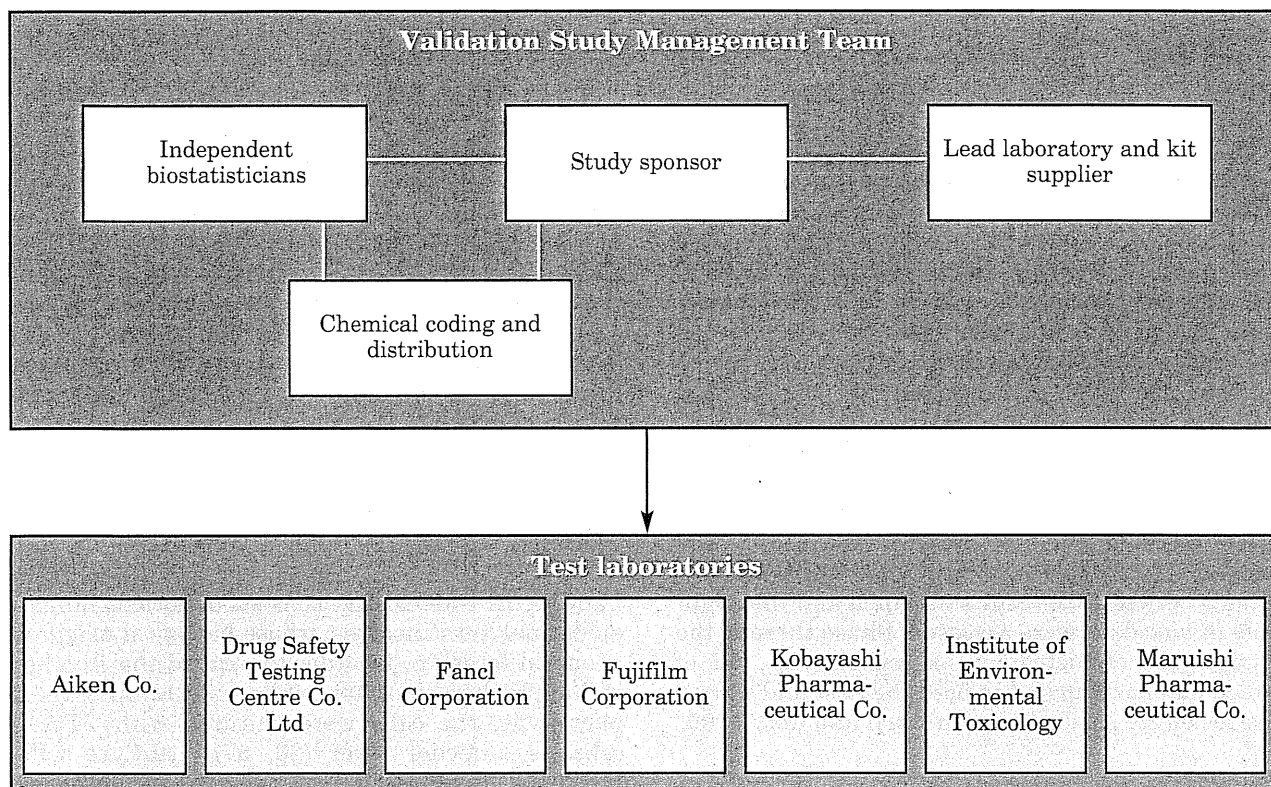 Validation Study Management Team
Independent
biostatisticians
Study sponsor
Lead laboratory and kit
supplier
Chemical coding and
distribution
Test laboratories
Aiken Co.
Drug Safety
Testing
Centre Co.
Ltd
Fancl
Corporation
Fujifilm
Corporation
Kobayashi
Pharma-
ceutical Co.
Institute of
Environ-
mental
Toxicology
Maruishi
Pharma-
ceutical Co.